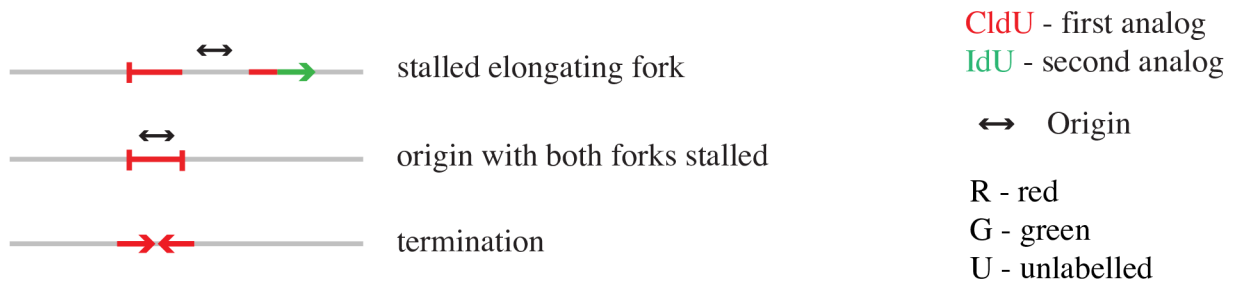 stalled elongating fork
origin with both forks stalled
termination
CldU - first analog
IdU - second analog
Origin
R - red
G - green
U - unlabelled